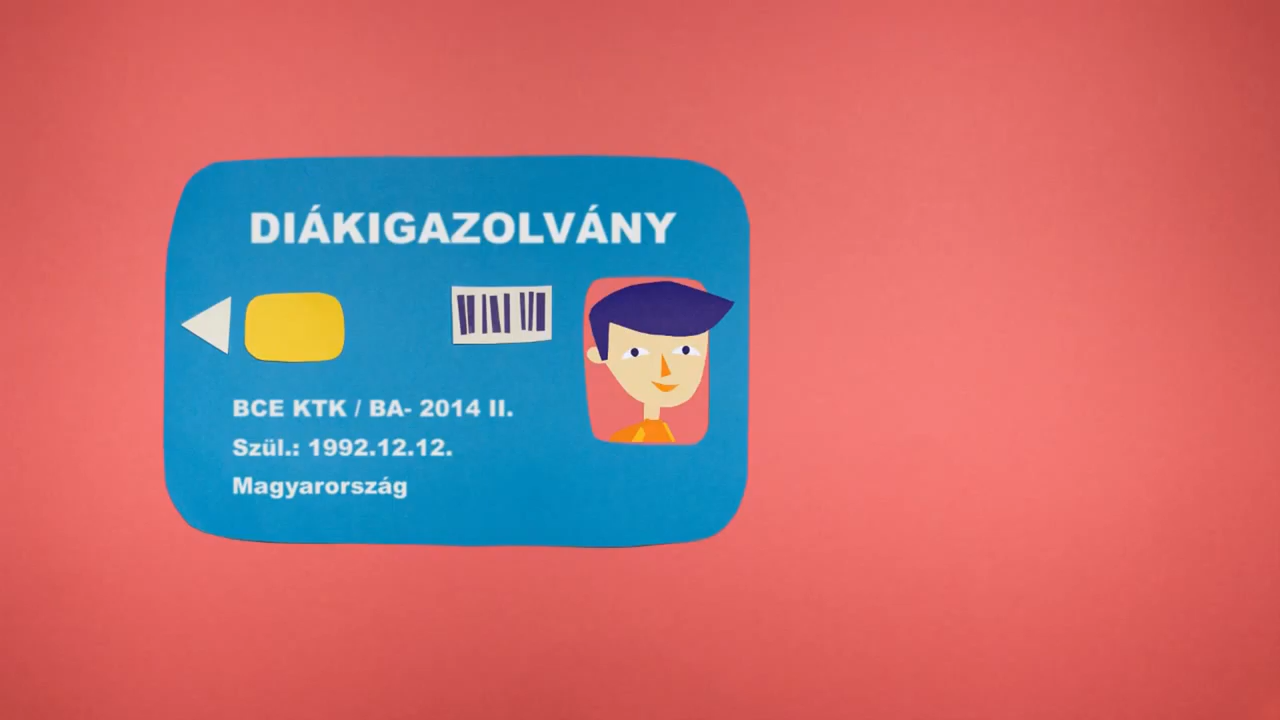 DIÁKIGAZOLVÁNY
BCE KTK / BA- 2014 II.
Szül.: 1992.12.12.
Magyarország